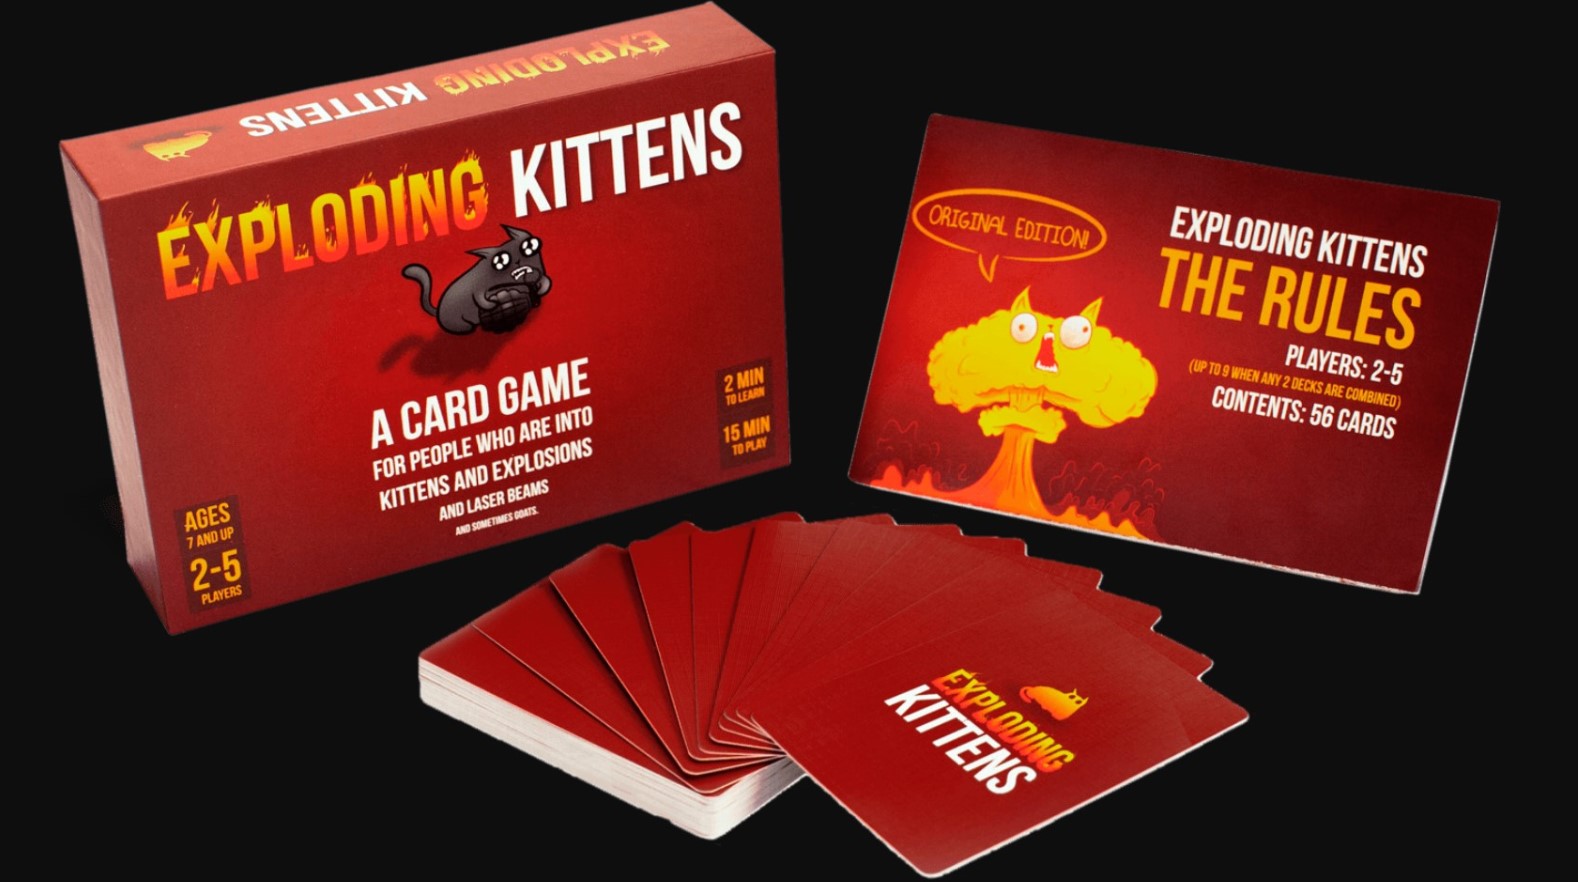 EXPLODING KITTENS
EXPLODING KITTENS
A CARD GAME
FOR PEOPLE WHO ARE INTO
KITTENS AND EXPLOSIONS
AND LASER BEAMS
AND SOMETIMES GOATS.
2 MIN
TO LEARN
15 MIN
TO PLAY
AGES
7 AND UP
2-5
PLAYERS
ORIGINAL EDITION!
EXPLODING KITTENS
THE RULES
PLAYERS: 2-5
(UP TO 9 WHEN ANY 2 DECKS ARE COMBINED)
CONTENTS: 56 CARDS
EXPLODING
KITTENS